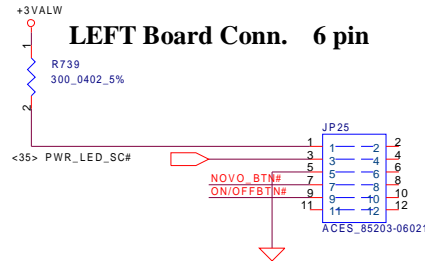 +3VALW
LEFT Board Conn. 6 pin
1
R739
300_0402_5%
2
JP25
<35> PWR_LED_SC#
1 1 2 2
3 3 4 4
5 5 6 6
NOVO_BTN# 7 7 8 8
ON/OFFBTN# 9 9 10 10
11 11 12 12
ACES_85203-06021